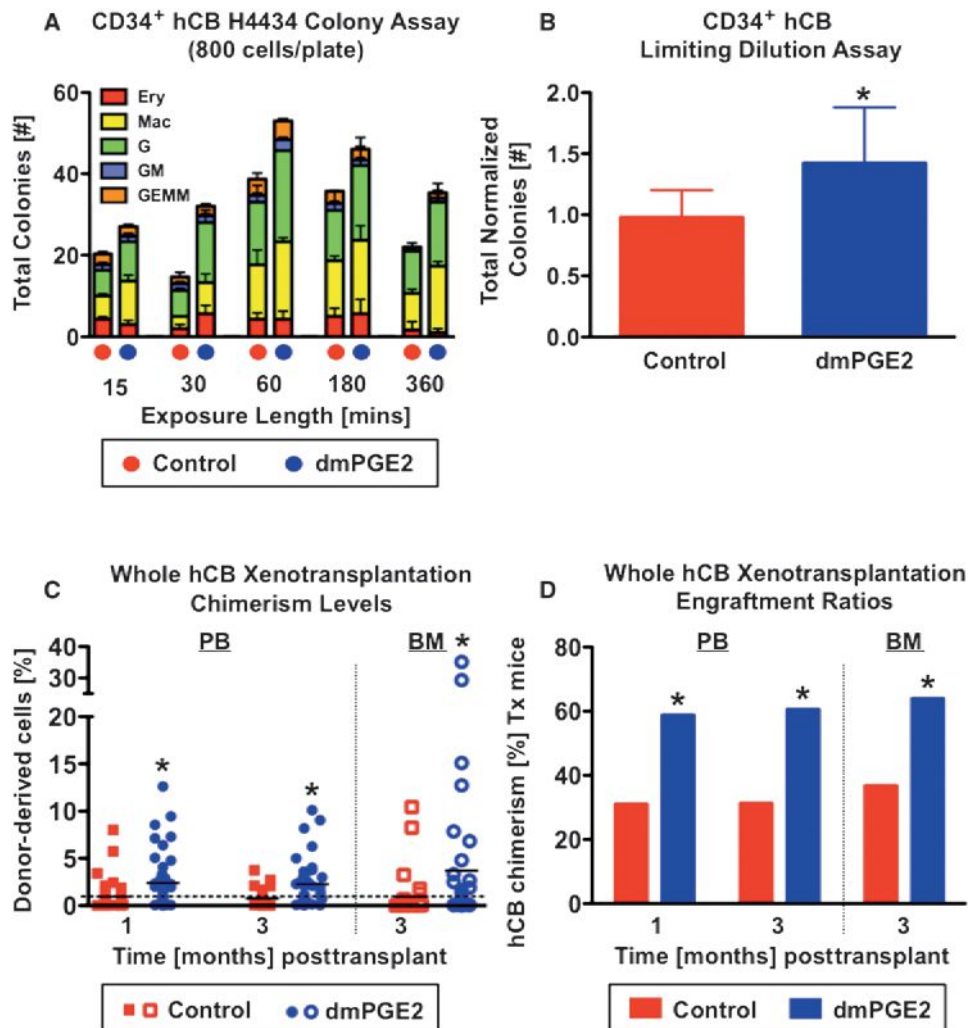 A
CD34+ hCB H4434 Colony Assay
(800 cells/plate)
Total Colonies [#]
60
40
20
0
Ery
Mac
G
GM
GEMM
15 30 60 180 360
Exposure Length [mins]
Control dmPGE2
B
CD34+ hCB
Limiting Dilution Assay
Total Normalized
Colonies [#]
2.0
1.5
1.0
0.5
0.0
*
Control dmPGE2
C
Whole hCB Xenotransplantation
Chimerism Levels
PB BM
Donor-derived cells [%]
40
30
20
15
10
5
0
* * *
1 3 3
Time [months] posttransplant
Control dmPGE2
D
Whole hCB Xenotransplantation
Engraftment Ratios
PB BM
hCB chimerism [%] Tx mice
80
60
40
20
0
* * *
1 3 3
Time [months] posttransplant
Control dmPGE2